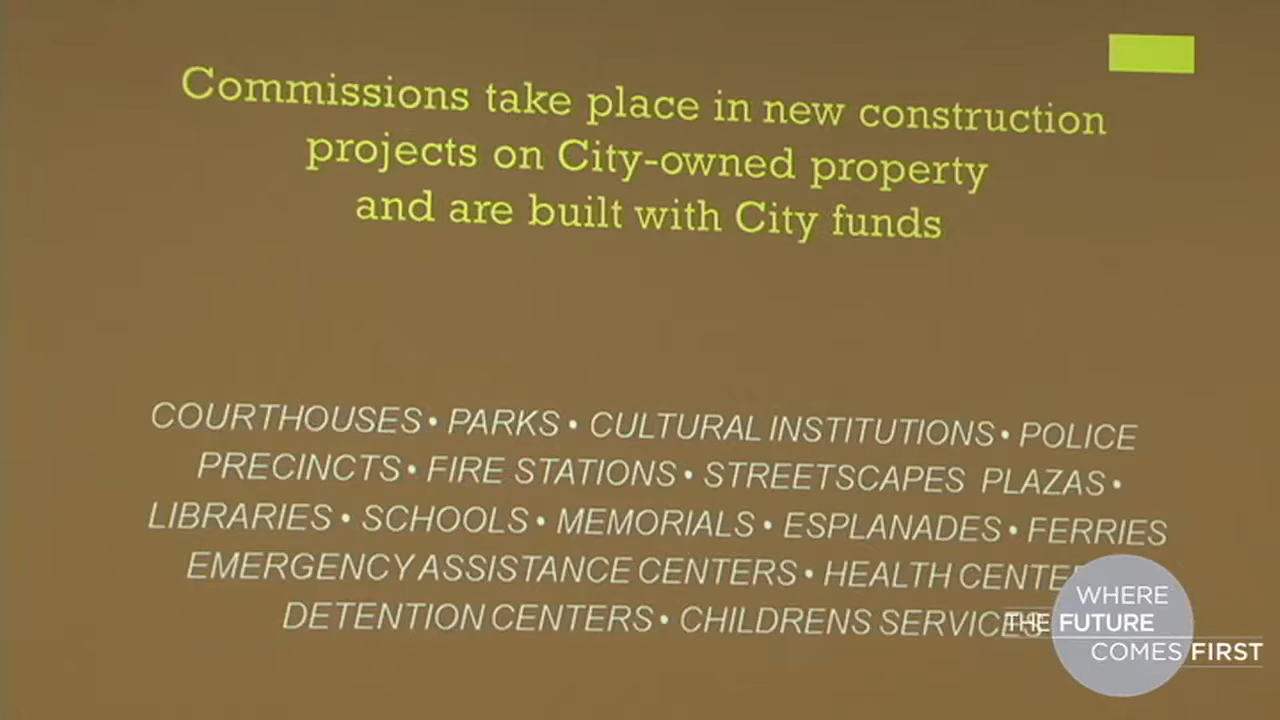 Commissions take place in new construction
projects on City-owned property
and are built with City funds
COURTHOUSES • PARKS • CULTURAL INSTITUTIONS • POLICE
PRECINCTS • FIRE STATIONS • STREETSCAPES PLAZAS •
LIBRARIES • SCHOOLS • MEMORIALS • ESPLANADES • FERRIES
EMERGENCY ASSISTANCE CENTERS • HEALTH
DETENTION CENTERS • CHILDRENS SERVICES
WHERE
THE FUTURE
COMES FIRST